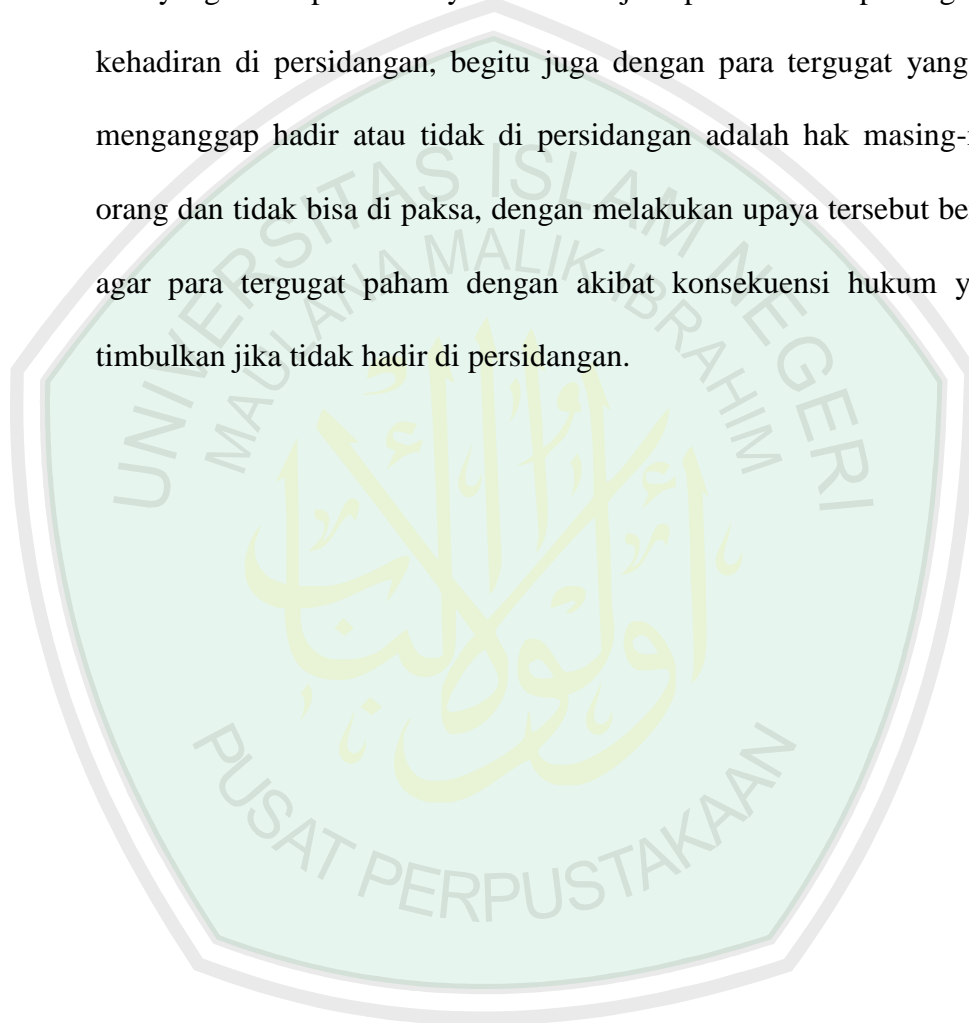 kehadiran di persidangan, begitu juga dengan para tergugat yang
menganggap hadir atau tidak di persidangan adalah hak masing-
orang dan tidak bisa di paksa, dengan melakukan upaya tersebut
agar para tergugat paham dengan akibat konsekuensi hukum
timbulkan jika tidak hadir di persidangan.
UNIVERSITAS ISLAM NEGERI
MAULANA MALIK IBRAHIM
أولو الألباب
PUSAT PERPUSTAKAAN